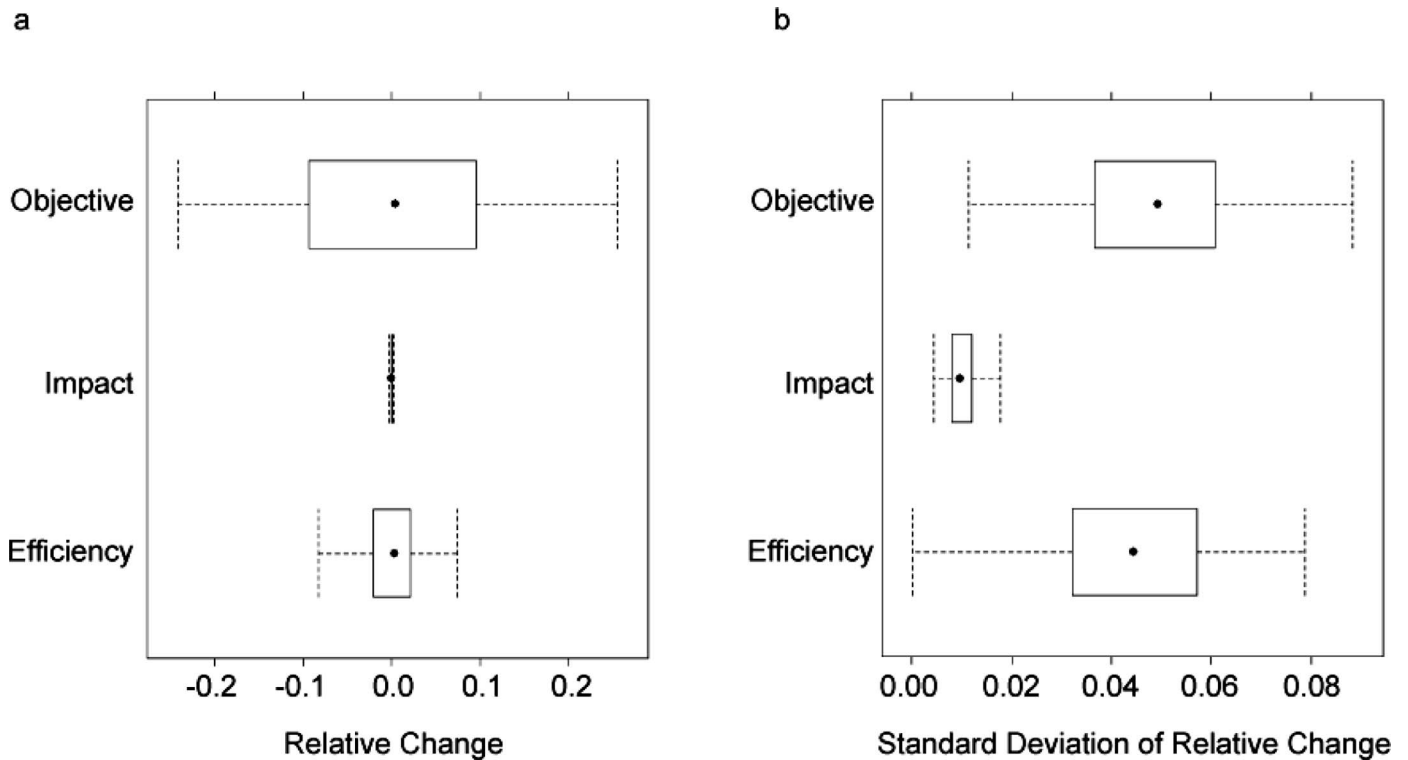 a
Objective
Impact
Efficiency
-0.2 -0.1 0.0 0.1 0.2
Relative Change
b
Objective
Impact
Efficiency
0.00 0.02 0.04 0.06 0.08
Standard Deviation of Relative Change